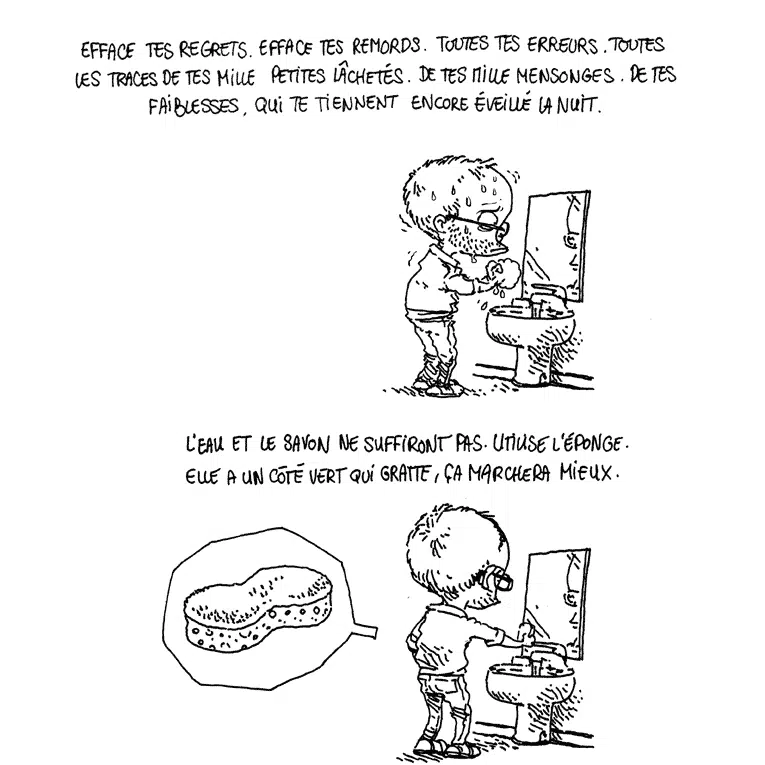 EFFACE TES REGRETS. EFFACE TES REMORDS. TOUTES TES ERREURS. TOUTES
LES TRACES DE TES MILLE PETITES LÂCHETÉS. DE TES MILLE MENSONGES. DE TES
FAIBLESSES, QUI TE TIENNENT ENCORE ÉVEILLÉ LA NUIT.
L'EAU ET LE SAVON NE SUFFIRONT PAS. UTILISE L'ÉPONGE.
ELLE A UN CÔTÉ VERT QUI GRATTE, ÇA MARCHERA MIEUX.